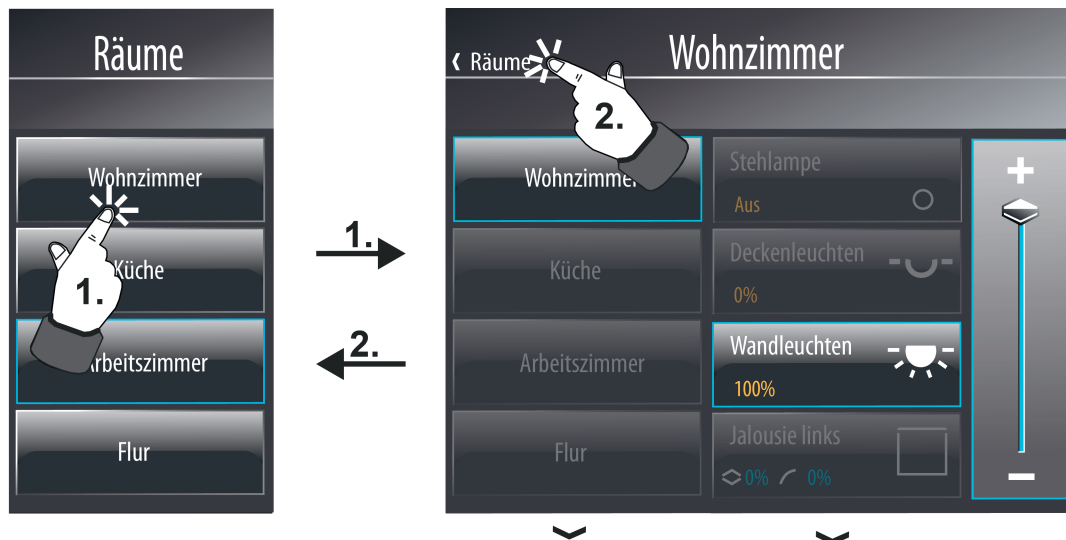 Räume
Wohnzimmer
Küche
1.
Arbeitszimmer
Flur
1.
2.
Räume
Wohnzimmer
2.
Wohnzimmer
Küche
Arbeitszimmer
Flur
Stehlampe
Aus
Deckenleuchten
0%
Wandleuchten
100%
Jalousie links
0% 0%
+
−